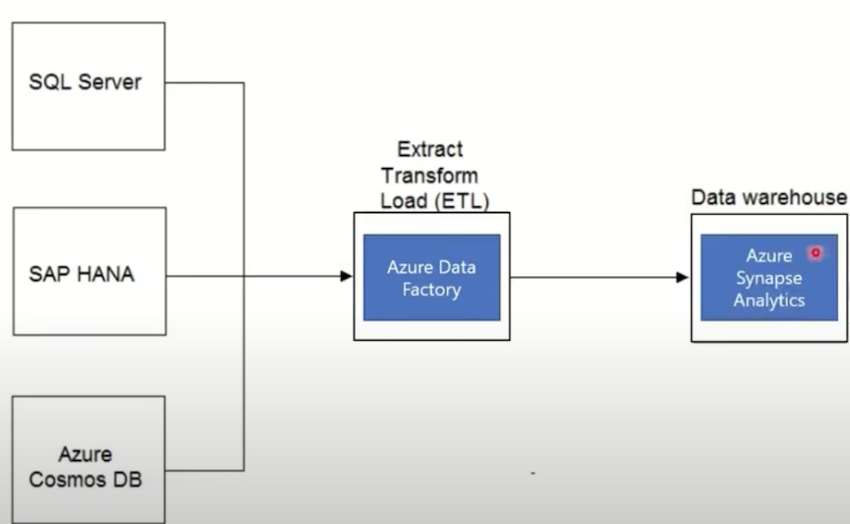 SQL Server
SAP HANA
Azure
Cosmos DB
Extract
Transform
Load (ETL)
Azure Data
Factory
Data warehouse
Azure
Synapse
Analytics